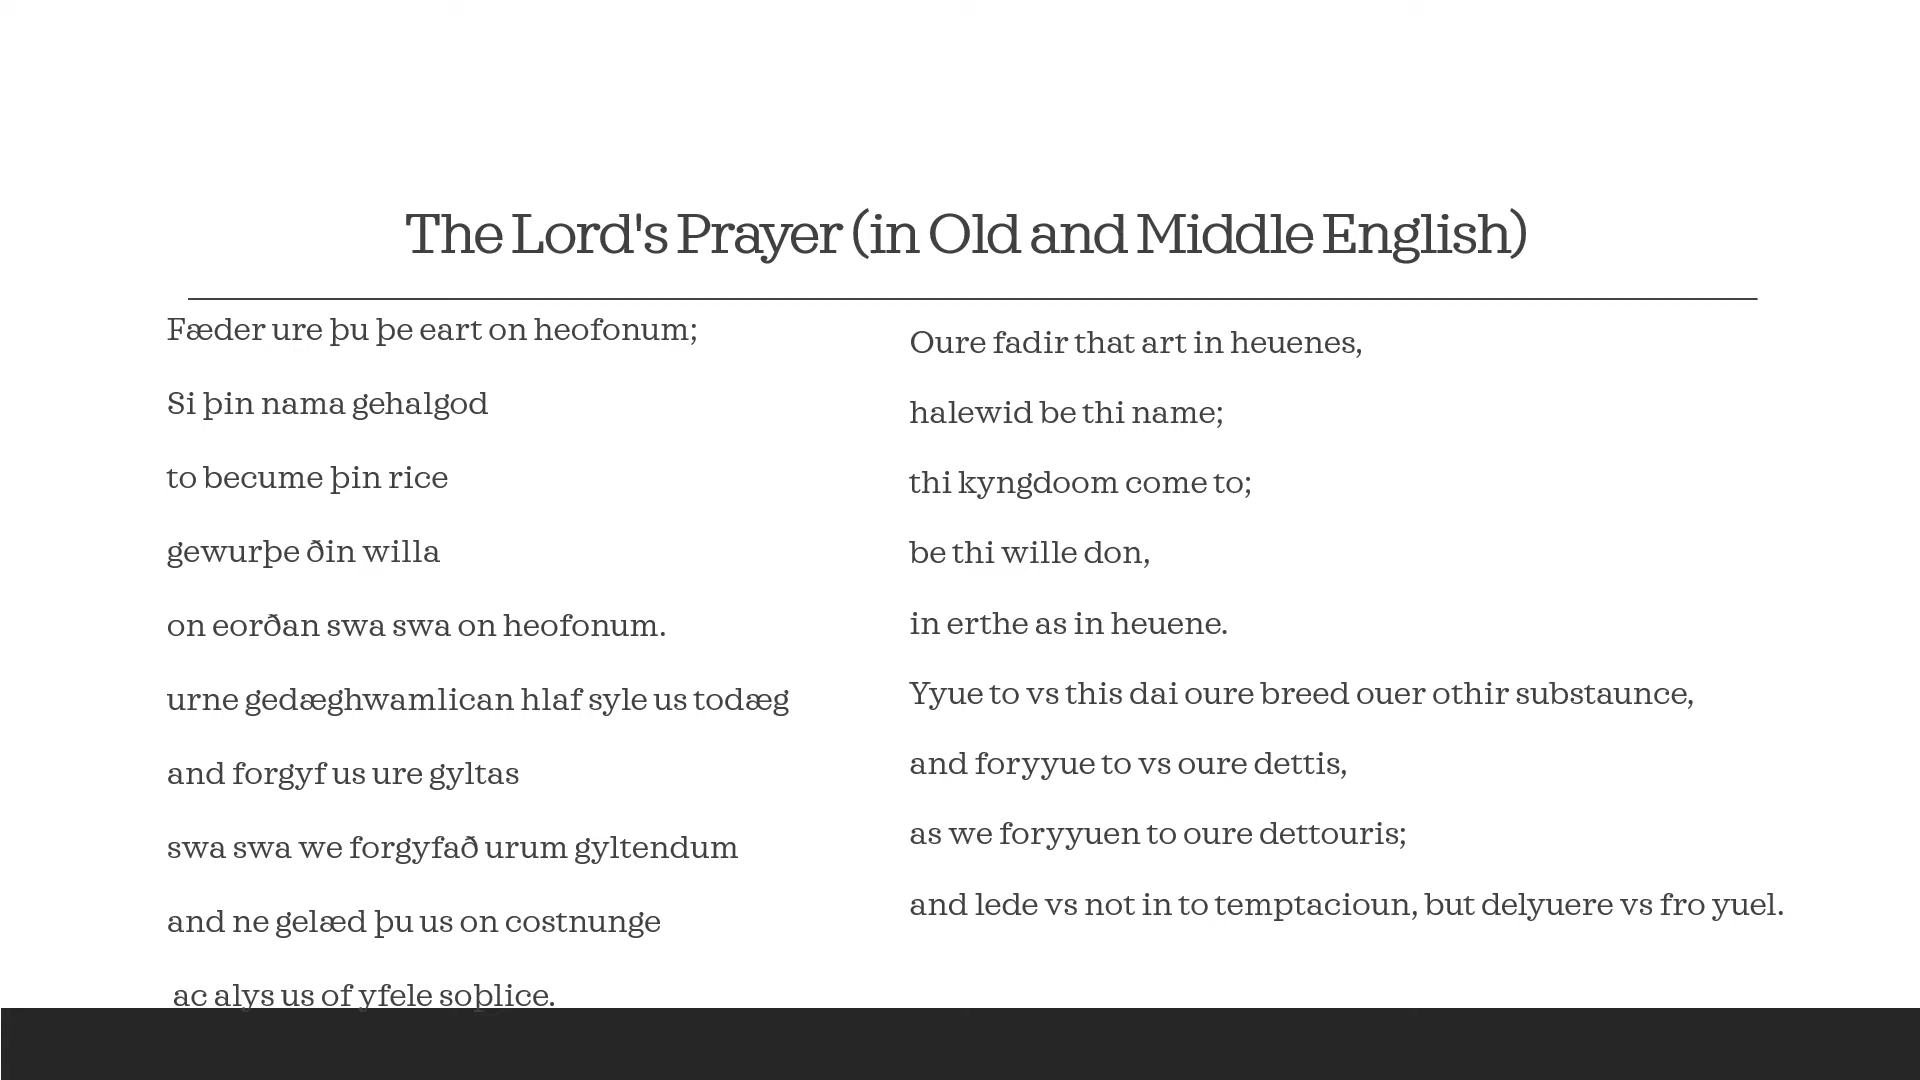 The Lord's Prayer (in Old and Middle English)
Fæder ure þu þe eart on heofonum;
Si þin nama gehalgod
to becume þin rice
gewurþe ðin willa
on eorðan swa swa on heofonum.
urne gedæghwamlican hlaf syle us todæg
and forgyf us ure gyltas
swa swa we forgyfað urum gyltendum
and ne gelæd þu us on costnunge
ac alys us of yfele soþlice.
Oure fadir that art in heuenes,
halewid be thi name;
thi kyngdoom come to;
be thi wille don,
in erthe as in heuene.
Yyue to vs this dai oure breed ouer othir substaunce,
and foryyue to vs oure dettis,
as we foryyuen to oure dettouris;
and lede vs not in to temptacioun, but delyuere vs fro yuel.